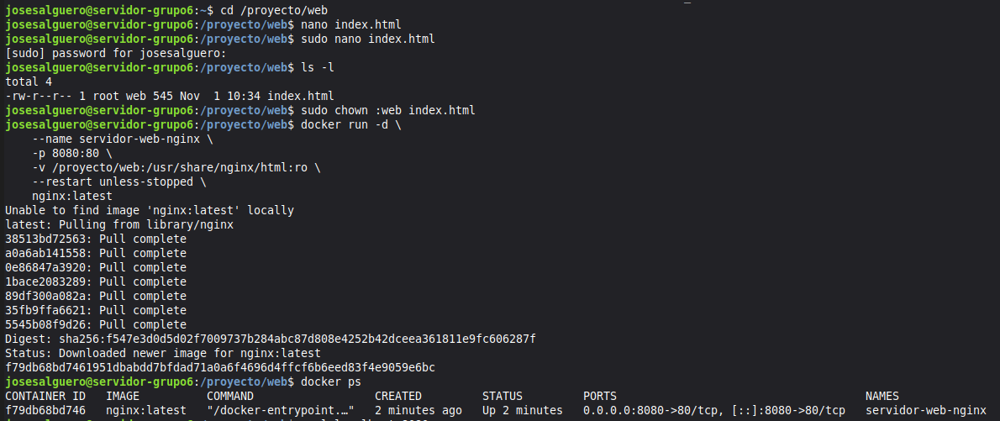 josesalguero@servidor-grupo6:~$ cd /proyecto/web
josesalguero@servidor-grupo6:/proyecto/web$ nano index.html
josesalguero@servidor-grupo6:/proyecto/web$ sudo nano index.html
[sudo] password for josesalguero:
josesalguero@servidor-grupo6:/proyecto/web$ ls -l
total 4
-rw-r--r-- 1 root web 545 Nov  1 10:34 index.html
josesalguero@servidor-grupo6:/proyecto/web$ sudo chown :web index.html
josesalguero@servidor-grupo6:/proyecto/web$ docker run -d \
    --name servidor-web-nginx \
    -p 8080:80 \
    -v /proyecto/web:/usr/share/nginx/html:ro \
    --restart unless-stopped \
    nginx:latest
Unable to find image 'nginx:latest' locally
latest: Pulling from library/nginx
38513bd72563: Pull complete
a0a6ab141558: Pull complete
0e86847a3920: Pull complete
1bace2083289: Pull complete
89df300a082a: Pull complete
35fb9ffa6621: Pull complete
5545b08f9d26: Pull complete
Digest: sha256:f547e3d0d5d02f7009737b284abc87d808e4252b42dceea361811e9fc606287f
Status: Downloaded newer image for nginx:latest
f79db68bd7461951dbabdd7bfdad71a0a6f4696d4ffcf6b6eed83f4e9059e6bc
josesalguero@servidor-grupo6:/proyecto/web$ docker ps
CONTAINER ID   IMAGE          COMMAND                  CREATED         STATUS         PORTS                                     NAMES
f79db68bd746   nginx:latest   "/docker-entrypoint.…"   2 minutes ago   Up 2 minutes   0.0.0.0:8080->80/tcp, [::]:8080->80/tcp   servidor-web-nginx